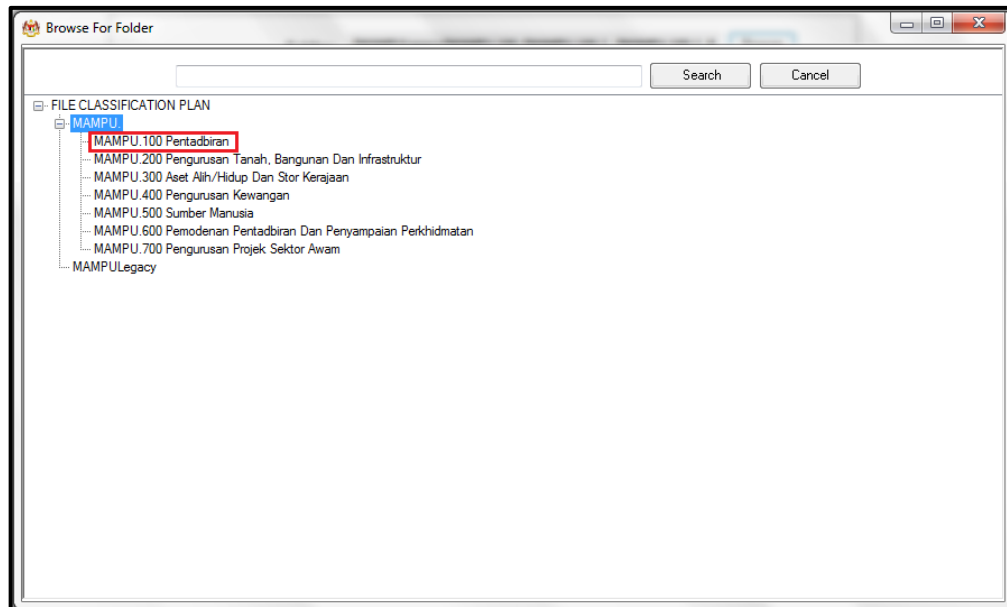 Browse For Folder
Search Cancel
FILE CLASSIFICATION PLAN
MAMPU.
MAMPU.100 Pentadbiran
MAMPU.200 Pengurusan Tanah, Bangunan Dan Infrastruktur
MAMPU.300 Aset Alih/Hidup Dan Stor Kerajaan
MAMPU.400 Pengurusan Kewangan
MAMPU.500 Sumber Manusia
MAMPU.600 Pemodenan Pentadbiran Dan Penyampaian Perkhidmatan
MAMPU.700 Pengurusan Projek Sektor Awam
MAMPULegacy